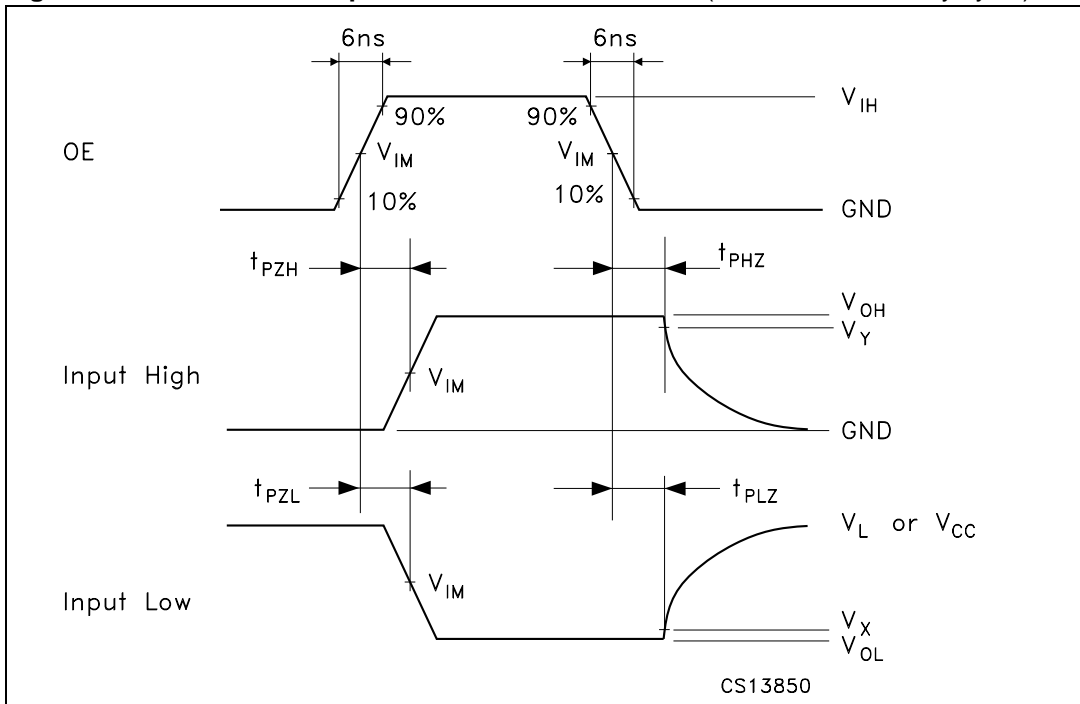 6ns 6ns
V_IH
90% 90%
OE V_IM V_IM
10% 10%
GND
t_PZH t_PHZ
V_OH
V_Y
Input High V_IM
GND
t_PZL t_PLZ
V_L or V_CC
V_IM
Input Low
V_X
V_OL
CS13850